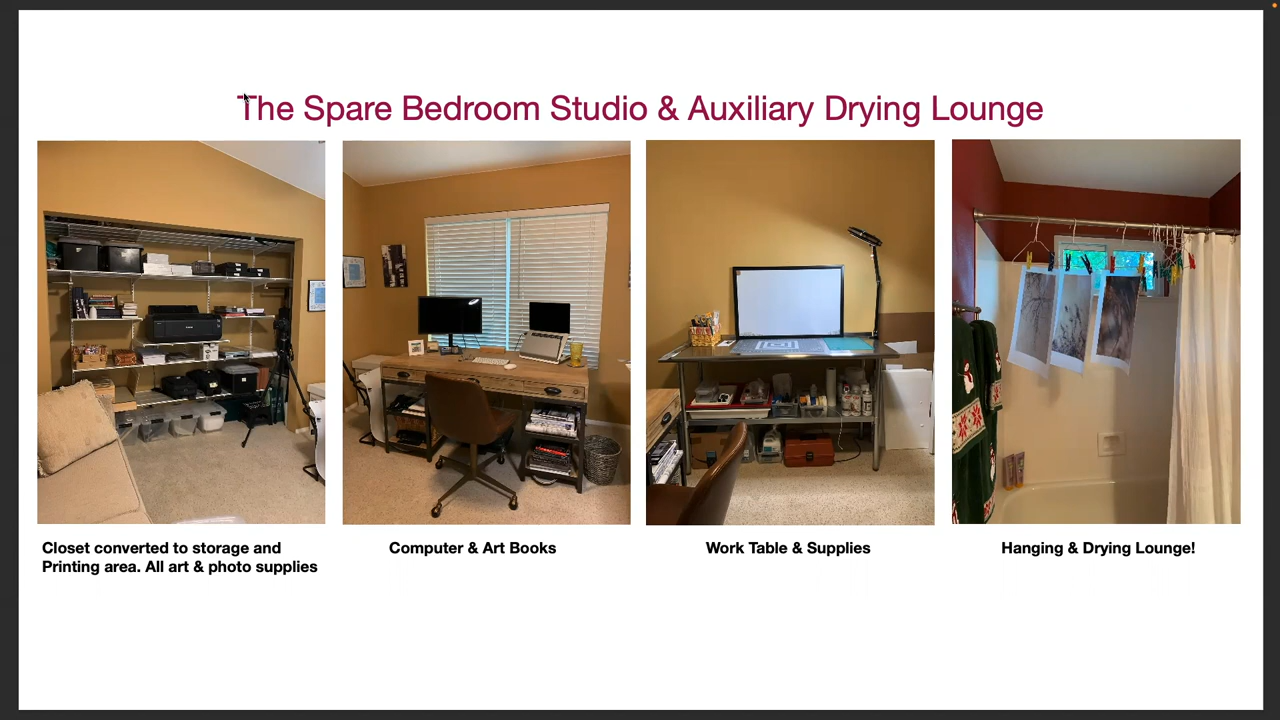 The Spare Bedroom Studio & Auxiliary Drying Lounge
Closet converted to storage and
Printing area. All art & photo supplies
Computer & Art Books
Work Table & Supplies
Hanging & Drying Lounge!